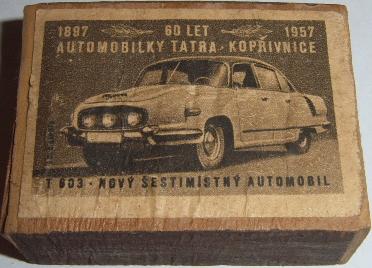 1897 60 LET 1957
AUTOMOBILKY TATRA - KOPŘIVNICE
T 603 - NOVÝ ŠESTIMÍSTNÝ AUTOMOBIL